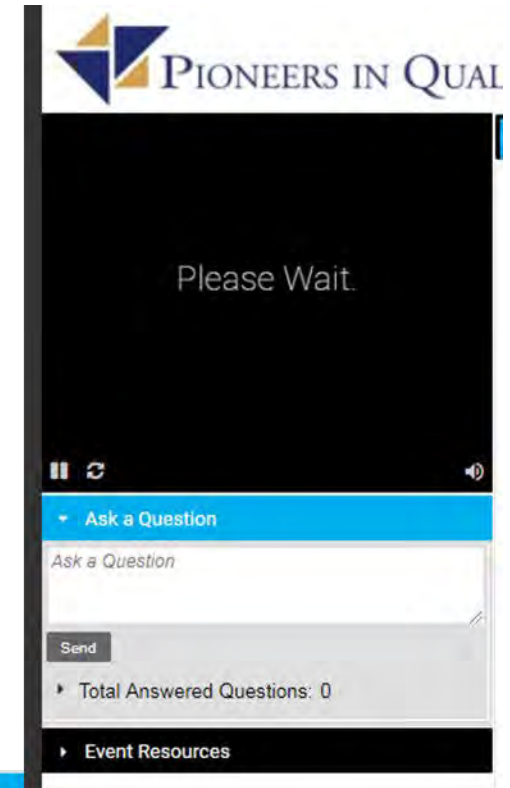 PIONEERS IN QUAL
Please Wait.
Ask a Question
Ask a Question
Send
Total Answered Questions: 0
Event Resources